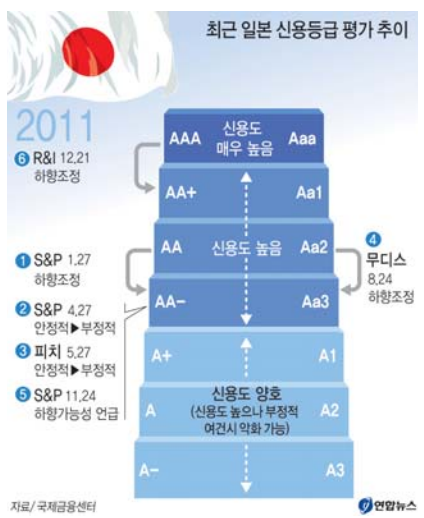 최근 일본 신용등급 평가 추이
2011
❻ R&I 12,21
하향조정
AAA 신용도 매우 높음 Aaa
AA+ Aa1
AA 신용도 높음 Aa2
❶ S&P 1,27
하향조정
❹
무디스
8,24
하향조정
AA- Aa3
❷ S&P 4,27
안정적▶부정적
❸ 피치 5,27
안정적▶부정적
❺ S&P 11,24
하향가능성 언급
A+ A1
신용도 양호
A (신용도 높으나 부정적 A2
여건시 악화 가능)
A- A3
자료/국제금융센터
연합뉴스